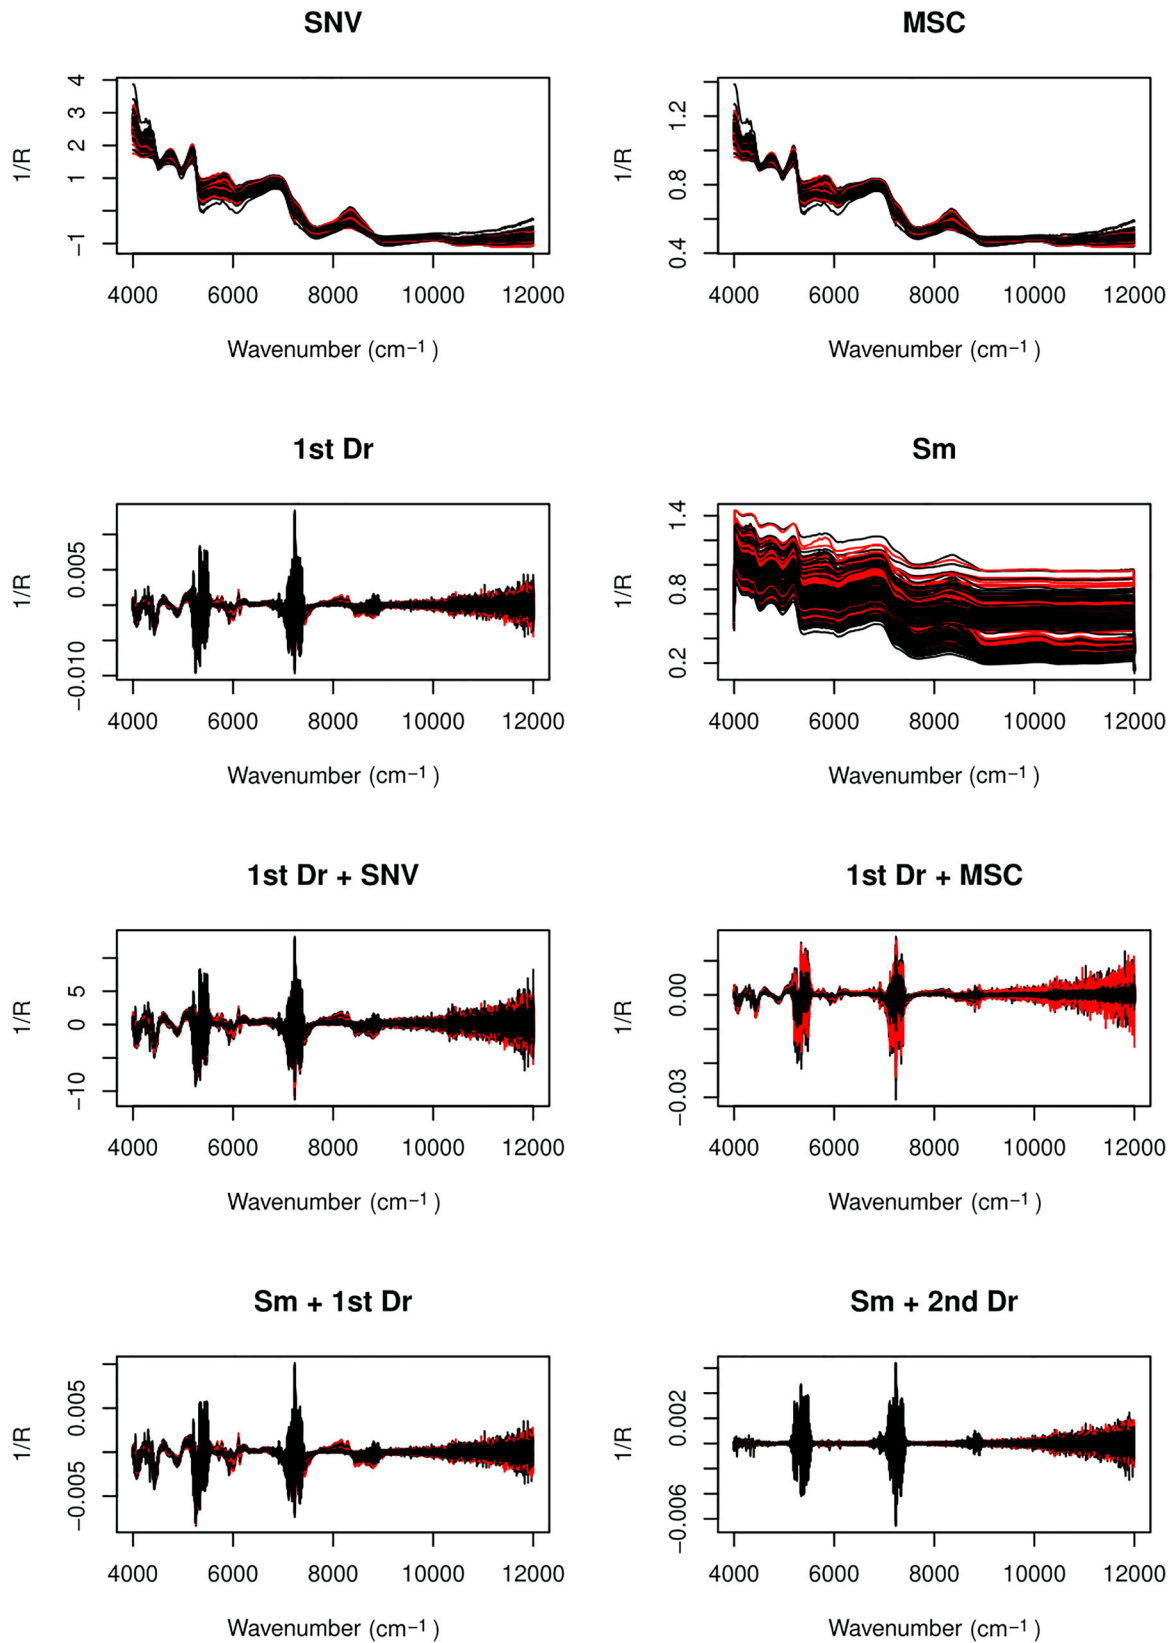 SNV
MSC
1/R
−1 1 2 3 4
4000 6000 8000 10000 12000
Wavenumber (cm−1)
1/R
0.4 0.8 1.2
4000 6000 8000 10000 12000
Wavenumber (cm−1)
1st Dr
Sm
1/R
−0.010 0.005
4000 6000 8000 10000 12000
Wavenumber (cm−1)
1/R
0.2 0.8 1.4
4000 6000 8000 10000 12000
Wavenumber (cm−1)
1st Dr + SNV
1st Dr + MSC
1/R
−10 0 5
4000 6000 8000 10000 12000
Wavenumber (cm−1)
1/R
−0.03 0.00
4000 6000 8000 10000 12000
Wavenumber (cm−1)
Sm + 1st Dr
Sm + 2nd Dr
1/R
−0.005 0.005
4000 6000 8000 10000 12000
Wavenumber (cm−1)
1/R
−0.006 0.002
4000 6000 8000 10000 12000
Wavenumber (cm−1)